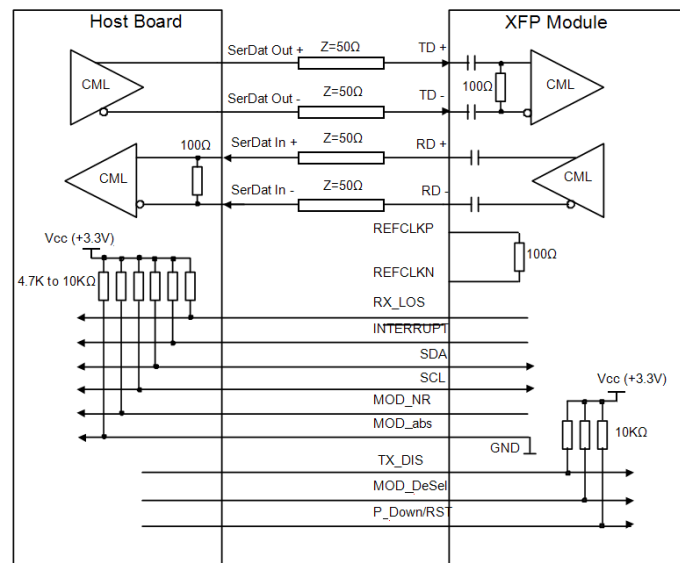 Host Board
XFP Module
SerDat Out +
Z=50Ω
TD +
CML
100Ω
CML
SerDat Out -
Z=50Ω
TD -
100Ω
SerDat In +
Z=50Ω
RD +
CML
CML
SerDat In -
Z=50Ω
RD -
REFCLKP
Vcc (+3.3V)
100Ω
REFCLKN
4.7K to 10KΩ
RX_LOS
INTERRUPT
SDA
SCL
Vcc (+3.3V)
MOD_NR
MOD_abs
10KΩ
GND
TX_DIS
MOD_DeSel
P_Down/RST